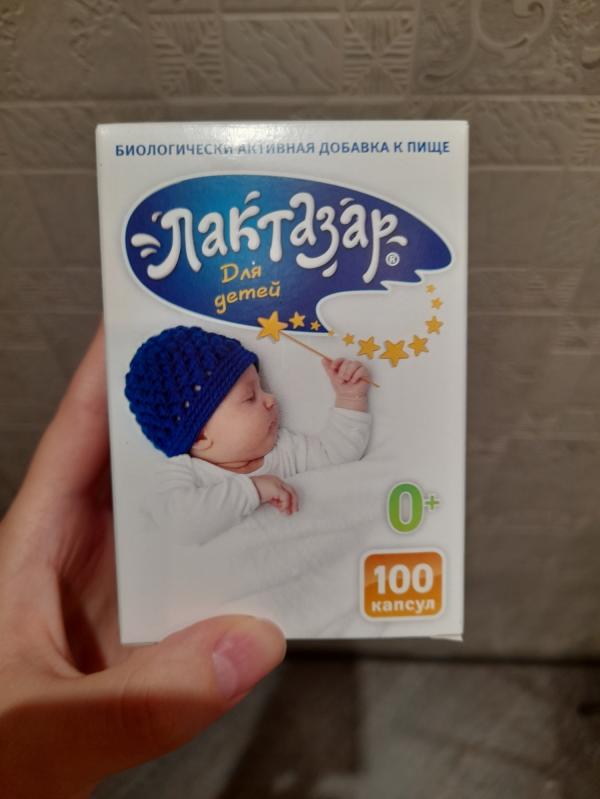 БИОЛОГИЧЕСКИ АКТИВНАЯ ДОБАВКА К ПИЩЕ
Лактазар®
Для
детей
0+
100
капсул